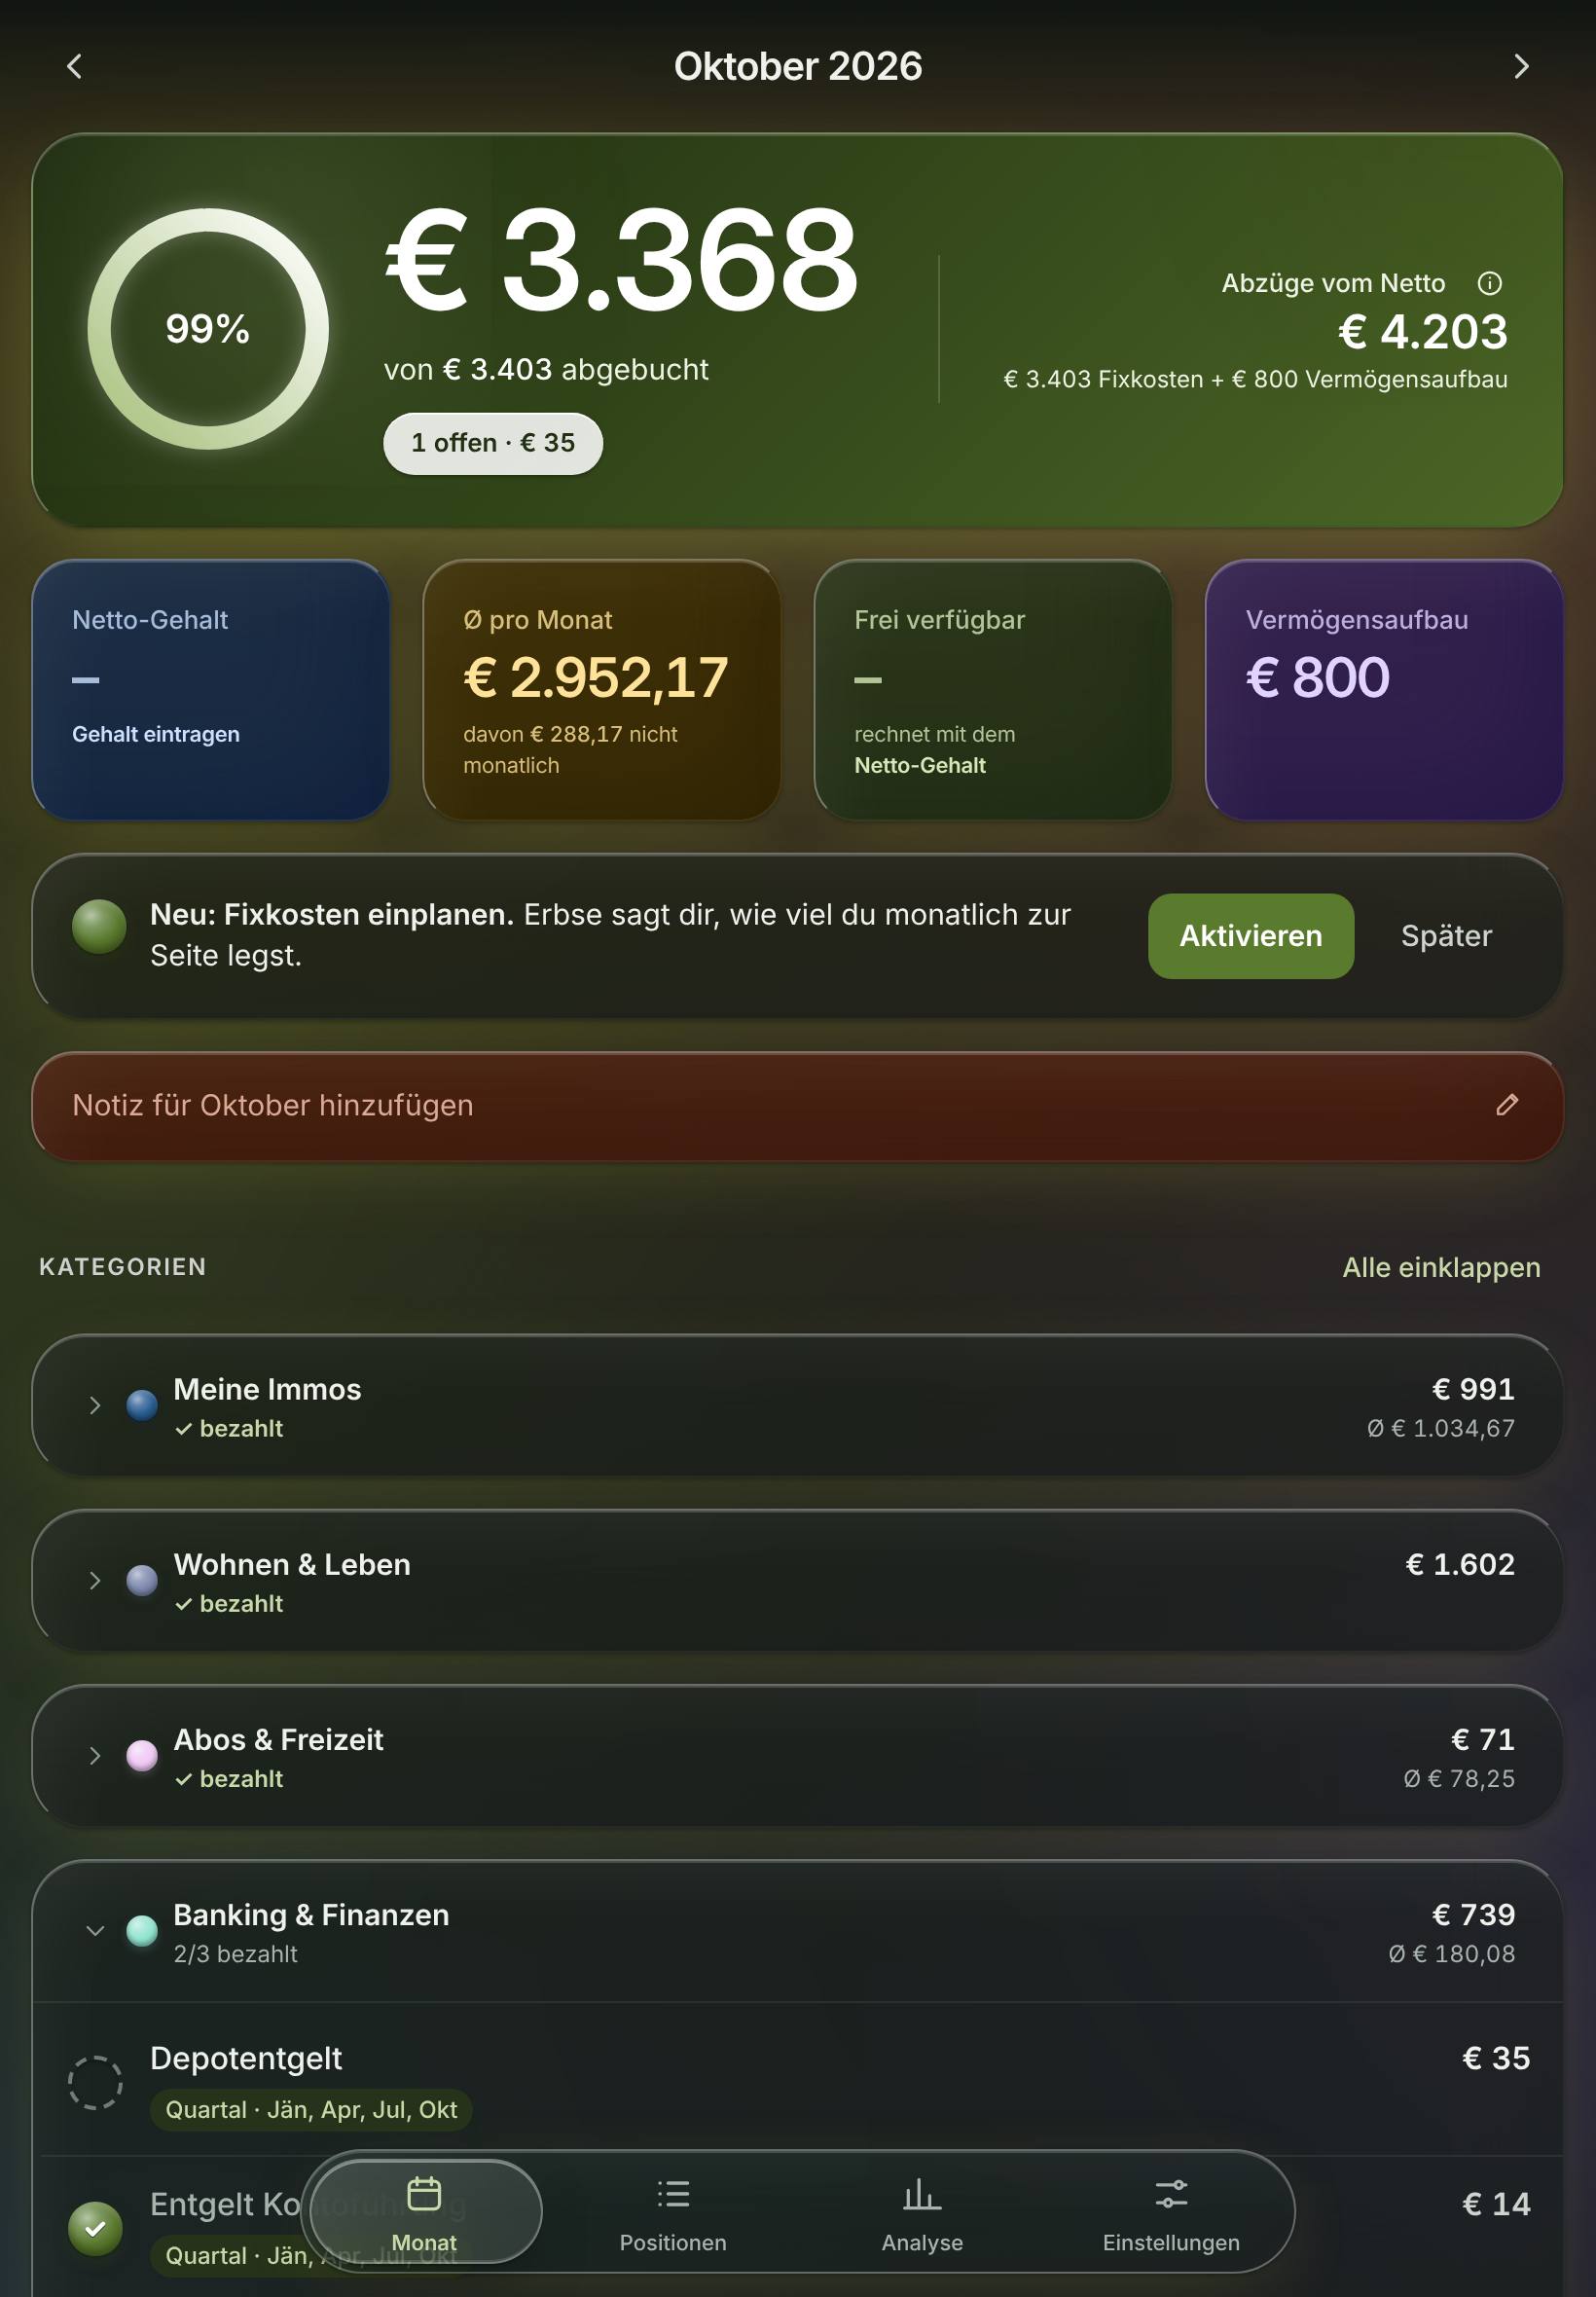 Oktober 2026
99%
€ 3.368
von € 3.403 abgebucht
1 offen · € 35
Abzüge vom Netto
€ 4.203
€ 3.403 Fixkosten + € 800 Vermögensaufbau
Netto-Gehalt
–
Gehalt eintragen
Ø pro Monat
€ 2.952,17
davon € 288,17 nicht
monatlich
Frei verfügbar
–
rechnet mit dem
Netto-Gehalt
Vermögensaufbau
€ 800
Neu: Fixkosten einplanen. Erbse sagt dir, wie viel du monatlich zur
Seite legst.
Aktivieren
Später
Notiz für Oktober hinzufügen
KATEGORIEN
Alle einklappen
Meine Immos
€ 991
✓ bezahlt
Ø € 1.034,67
Wohnen & Leben
€ 1.602
✓ bezahlt
Abos & Freizeit
€ 71
✓ bezahlt
Ø € 78,25
Banking & Finanzen
€ 739
2/3 bezahlt
Ø € 180,08
Depotentgelt
€ 35
Quartal · Jän, Apr, Jul, Okt
Entgelt
€ 14
Quartal · Jän, Apr, Jul, Okt
Monat
Positionen
Analyse
Einstellungen